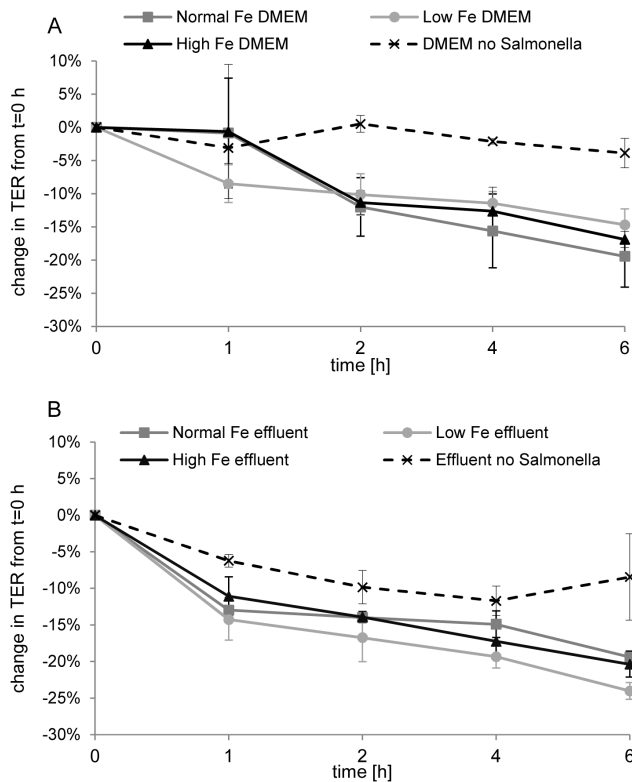 A
Normal Fe DMEM
Low Fe DMEM
High Fe DMEM
DMEM no Salmonella
change in TER from t=0 h
10%
5%
0%
-5%
-10%
-15%
-20%
-25%
-30%
0
1
2
4
6
time [h]
B
Normal Fe effluent
Low Fe effluent
High Fe effluent
Effluent no Salmonella
change in TER from t=0 h
10%
5%
0%
-5%
-10%
-15%
-20%
-25%
-30%
0
1
2
4
6
time [h]